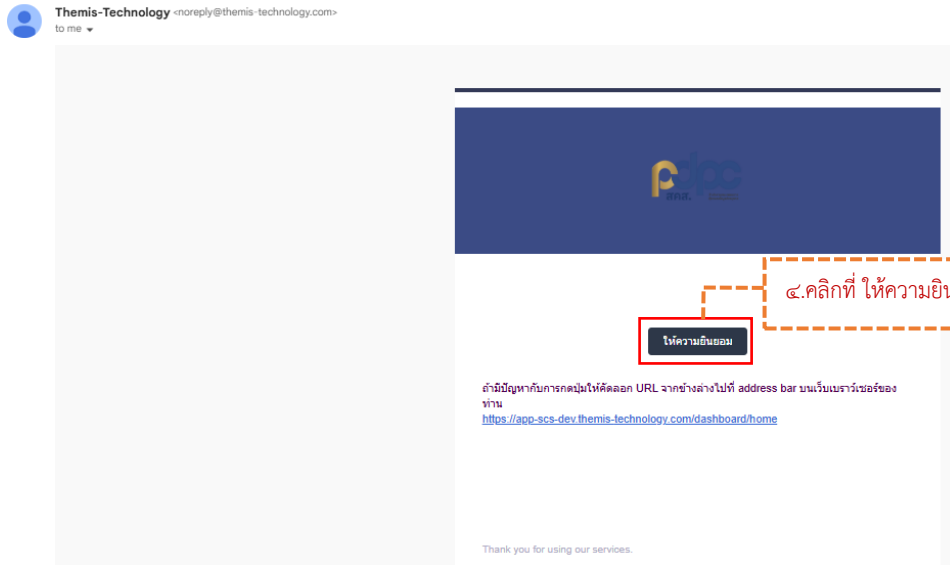 Themis-Technology <noreply@themis-technology.com>
to me
pdpc
สคส.
๔.คลิกที่ ให้ความยิน
ให้ความยินยอม
ถ้ามีปัญหากับการกดปุ่มให้คัดลอก URL จากข้างล่างไปที่ address bar บนเว็บเบราว์เซอร์ของ
ท่าน
https://app-scs-dev.themis-technology.com/dashboard/home
Thank you for using our services.